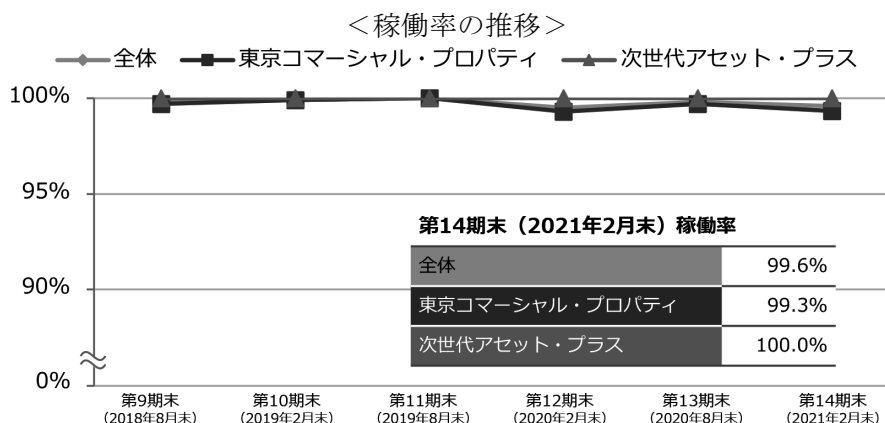 ＜稼働率の推移＞
全体 東京コマーシャル・プロパティ 次世代アセット・プラス
100%
95%
90%
0%
第14期末（2021年2月末）稼働率
全体 99.6%
東京コマーシャル・プロパティ 99.3%
次世代アセット・プラス 100.0%
第9期末 第10期末 第11期末 第12期末 第13期末 第14期末
(2018年8月末) (2019年2月末) (2019年8月末) (2020年2月末) (2020年8月末) (2021年2月末)